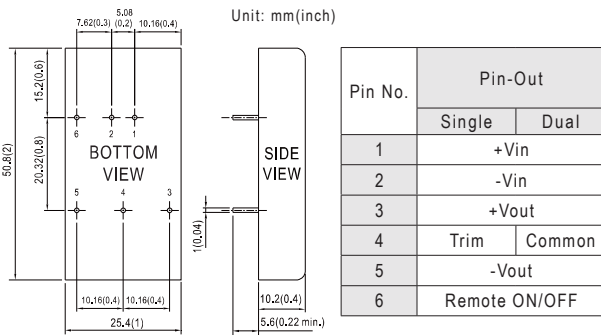 Unit: mm(inch)
5.08
7.62(0.3) (0.2) 10.16(0.4)
15.2(0.6)
50.8(2)
20.32(0.8)
6 2 1
BOTTOM
VIEW
5 4 3
10.16(0.4) 10.16(0.4)
25.4(1)
SIDE
VIEW
1(0.04)
10.2(0.4)
5.6(0.22 min.)
Pin No. Pin-Out
Single Dual
1 +Vin
2 -Vin
3 +Vout
4 Trim Common
5 -Vout
6 Remote ON/OFF